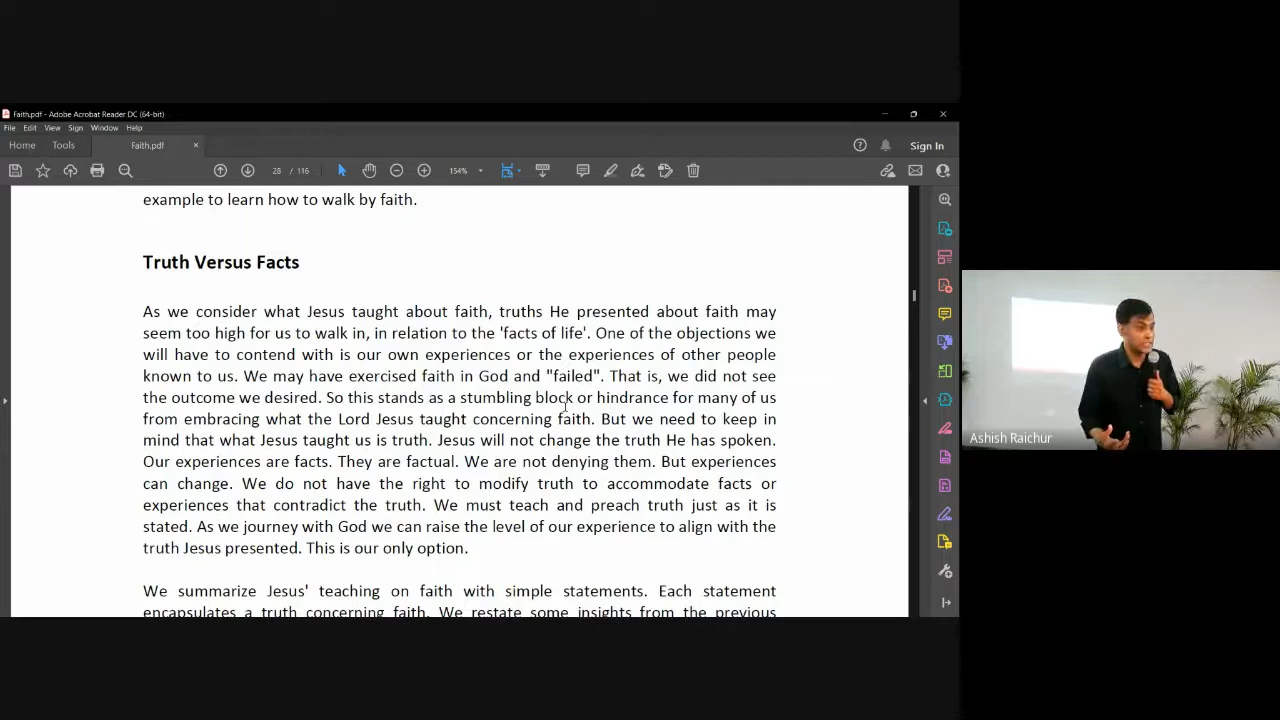 Faith.pdf - Adobe Acrobat Reader DC (64-bit)
File Edit View Sign Window Help
Home Tools Faith.pdf × Sign In
28 / 116 154%
example to learn how to walk by faith.
Truth Versus Facts
As we consider what Jesus taught about faith, truths He presented about faith may
seem too high for us to walk in, in relation to the 'facts of life'. One of the objections we
will have to contend with is our own experiences or the experiences of other people
known to us. We may have exercised faith in God and "failed". That is, we did not see
the outcome we desired. So this stands as a stumbling block or hindrance for many of us
from embracing what the Lord Jesus taught concerning faith. But we need to keep in
mind that what Jesus taught us is truth. Jesus will not change the truth He has spoken.
Our experiences are facts. They are factual. We are not denying them. But experiences
can change. We do not have the right to modify truth to accommodate facts or
experiences that contradict the truth. We must teach and preach truth just as it is
stated. As we journey with God we can raise the level of our experience to align with the
truth Jesus presented. This is our only option.
We summarize Jesus' teaching on faith with simple statements. Each statement
encapsulates a truth concerning faith. We restate some insights from the previous
Ashish Raichur